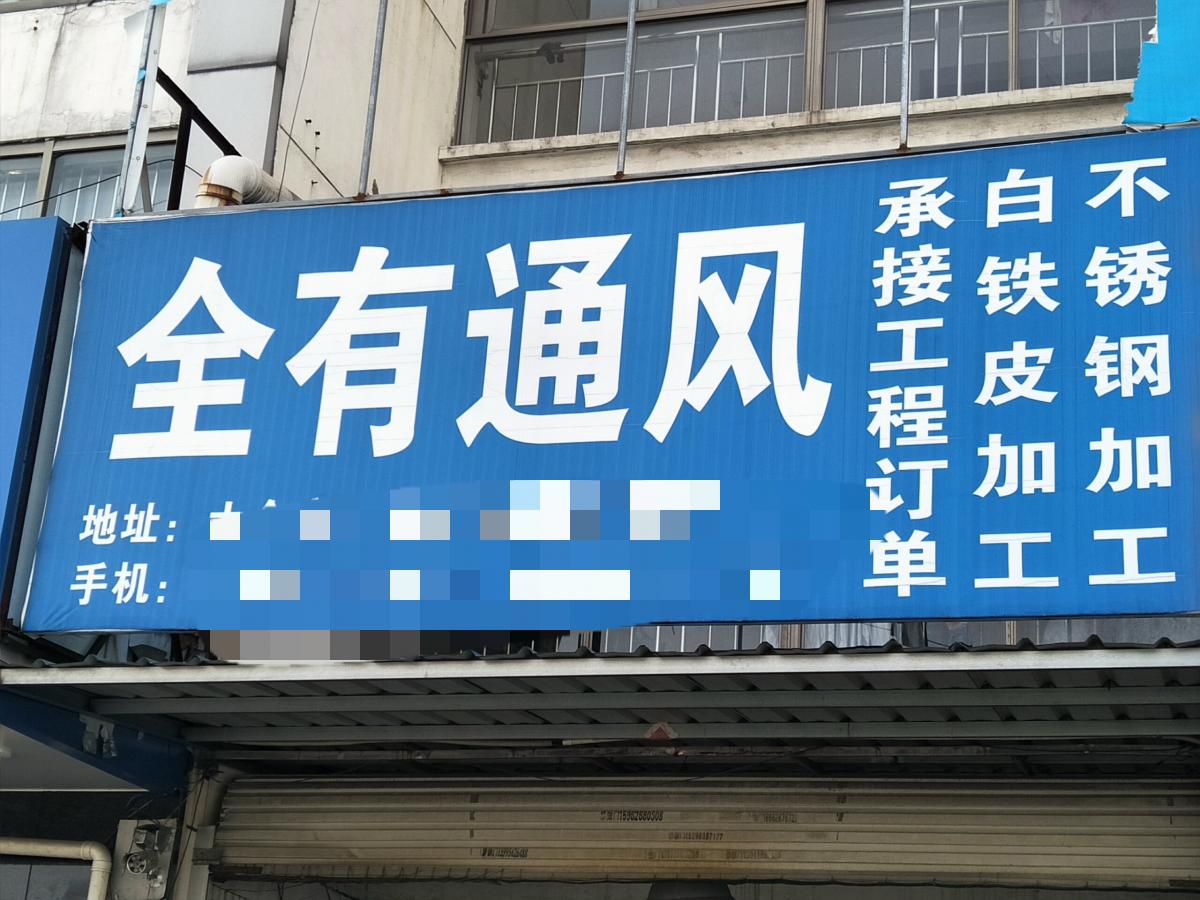 全有通风
不锈钢加工
白铁皮加工
承接工程订单
地址：
手机：